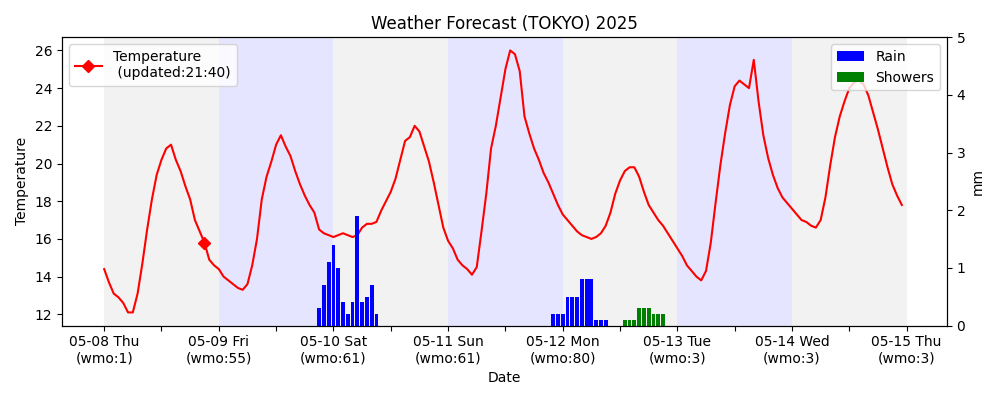 Weather Forecast (TOKYO) 2025
Temperature
(updated:21:40)
Rain
Showers
Temperature
26
24
22
20
18
16
14
12
5
4
3
2
1
0
mm
05-08 Thu
(wmo:1)
05-09 Fri
(wmo:55)
05-10 Sat
(wmo:61)
05-11 Sun
(wmo:61)
05-12 Mon
(wmo:80)
05-13 Tue
(wmo:3)
05-14 Wed
(wmo:3)
05-15 Thu
(wmo:3)
Date